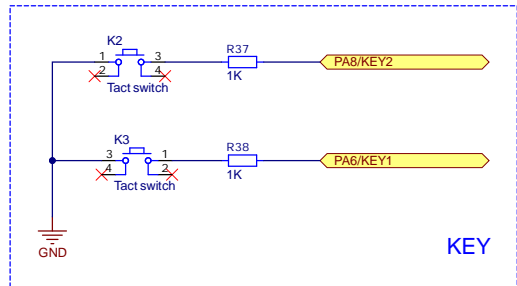 K2
R37
1
3
PA8/KEY2
2
4
1K
Tact switch
K3
R38
3
1
PA6/KEY1
4
2
1K
Tact switch
GND
KEY